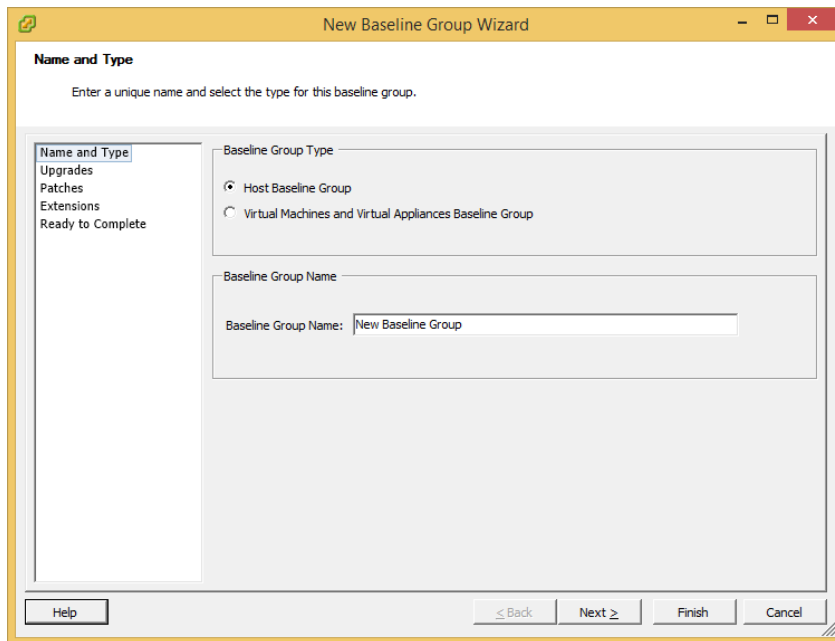 New Baseline Group Wizard
Name and Type
Enter a unique name and select the type for this baseline group.
Name and Type
Upgrades
Patches
Extensions
Ready to Complete
Baseline Group Type
Host Baseline Group
Virtual Machines and Virtual Appliances Baseline Group
Baseline Group Name
Baseline Group Name: New Baseline Group
Help
< Back
Next >
Finish
Cancel